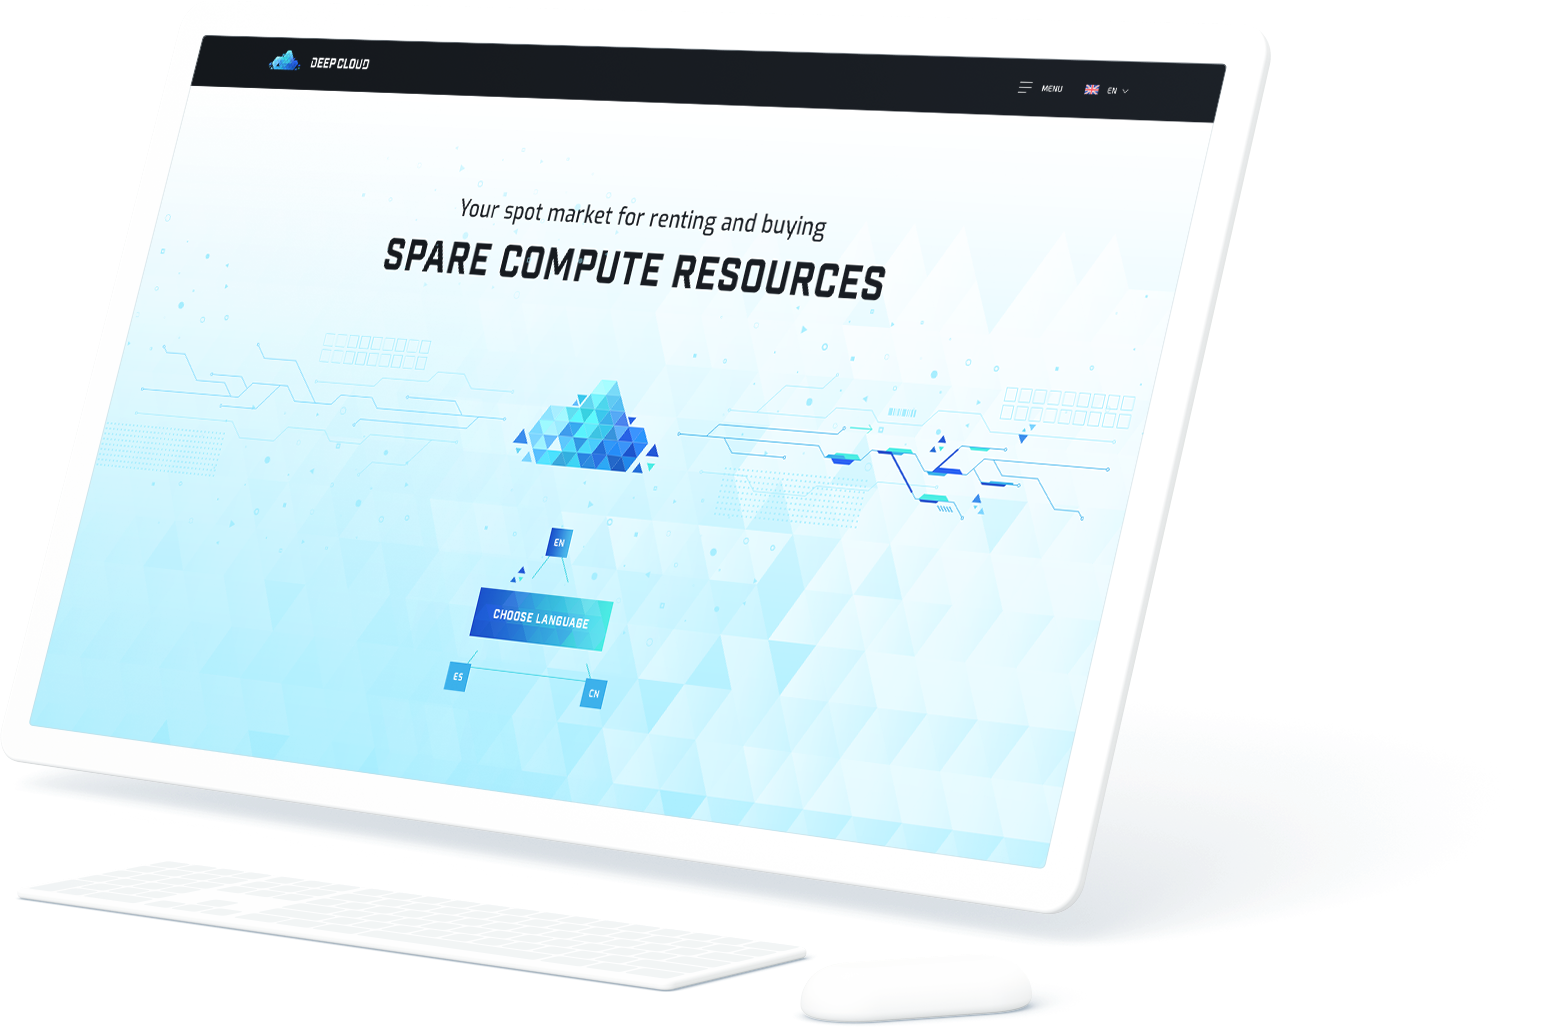 DEEP CLOUD
MENU
EN
Your spot market for renting and buying
SPARE COMPUTE RESOURCES
EN
CHOOSE LANGUAGE
ES
CN